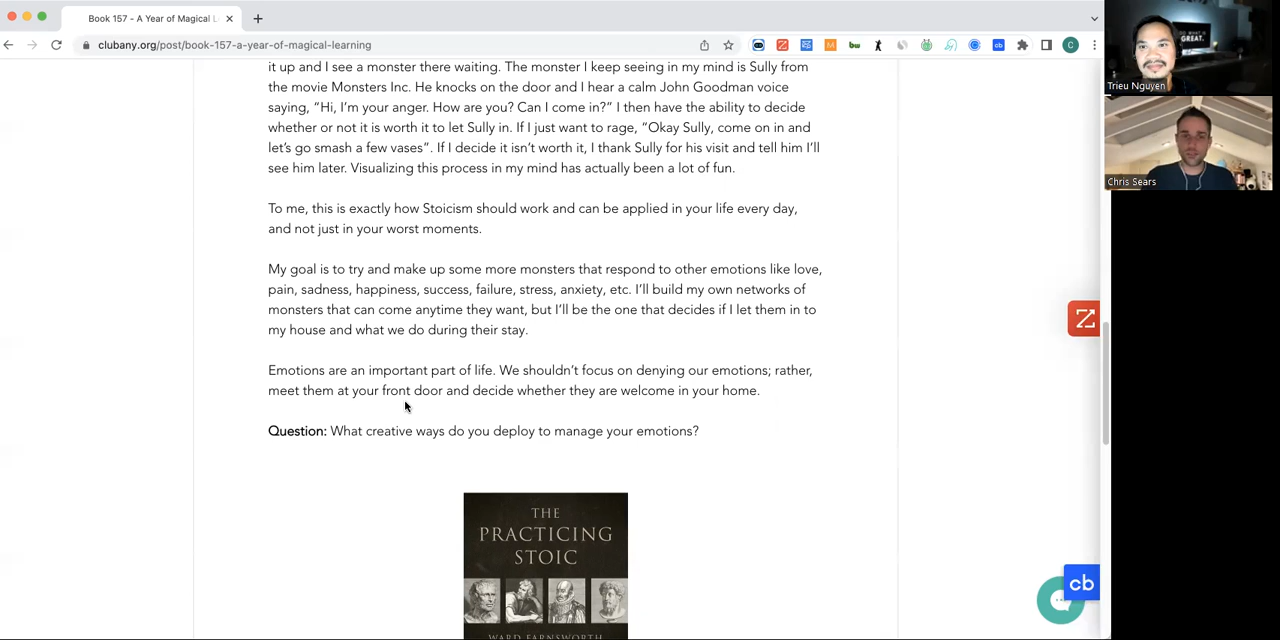 Book 157 - A Year of Magical L
clubany.org/post/book-157-a-year-of-magical-learning
it up and I see a monster there waiting. The monster I keep seeing in my mind is Sully from
the movie Monsters Inc. He knocks on the door and I hear a calm John Goodman voice
saying, “Hi, I’m your anger. How are you? Can I come in?” I then have the ability to decide
whether or not it is worth it to let Sully in. If I just want to rage, “Okay Sully, come on in and
let’s go smash a few vases”. If I decide it isn’t worth it, I thank Sully for his visit and tell him I’ll
see him later. Visualizing this process in my mind has actually been a lot of fun.
To me, this is exactly how Stoicism should work and can be applied in your life every day,
and not just in your worst moments.
My goal is to try and make up some more monsters that respond to other emotions like love,
pain, sadness, happiness, success, failure, stress, anxiety, etc. I’ll build my own networks of
monsters that can come anytime they want, but I’ll be the one that decides if I let them in to
my house and what we do during their stay.
Emotions are an important part of life. We shouldn’t focus on denying our emotions; rather,
meet them at your front door and decide whether they are welcome in your home.
Question: What creative ways do you deploy to manage your emotions?
THE
PRACTICING
STOIC
WARD FARNSWORTH
cb
Trieu Nguyen
GREAT.
Chris Sears